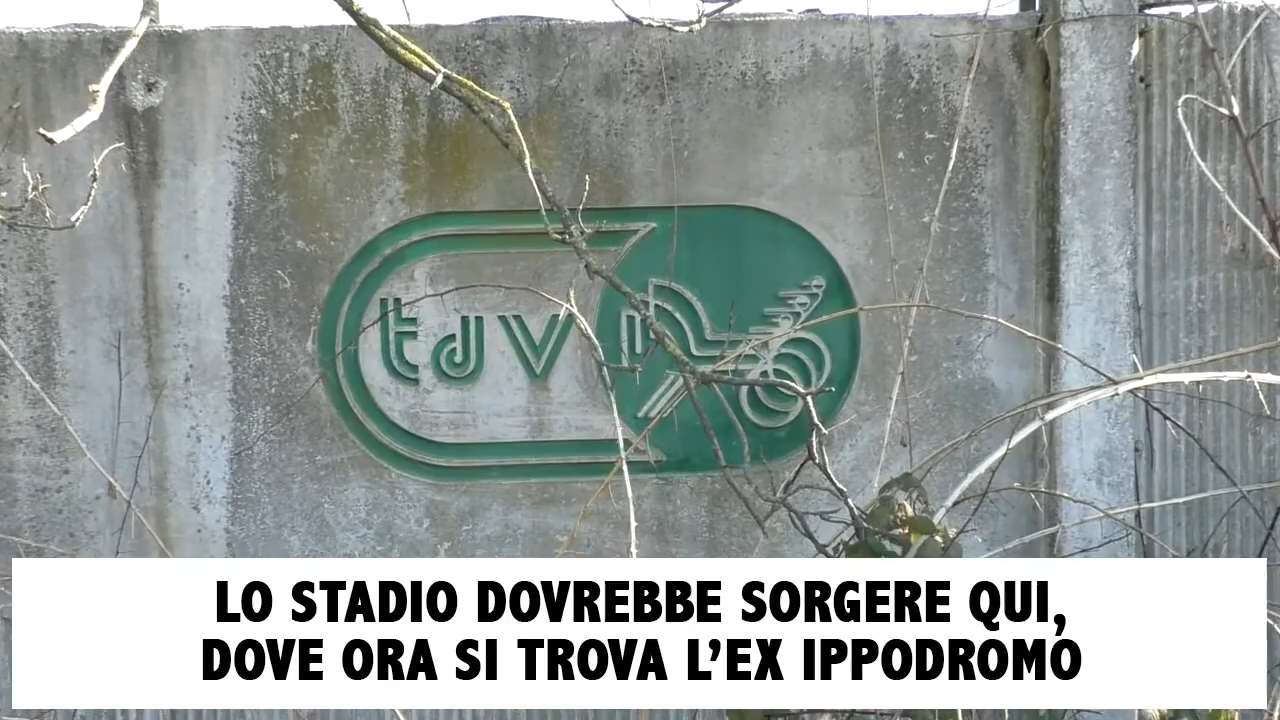 tdv
LO STADIO DOVREBBE SORGERE QUI,
DOVE ORA SI TROVA L’EX IPPODROMO